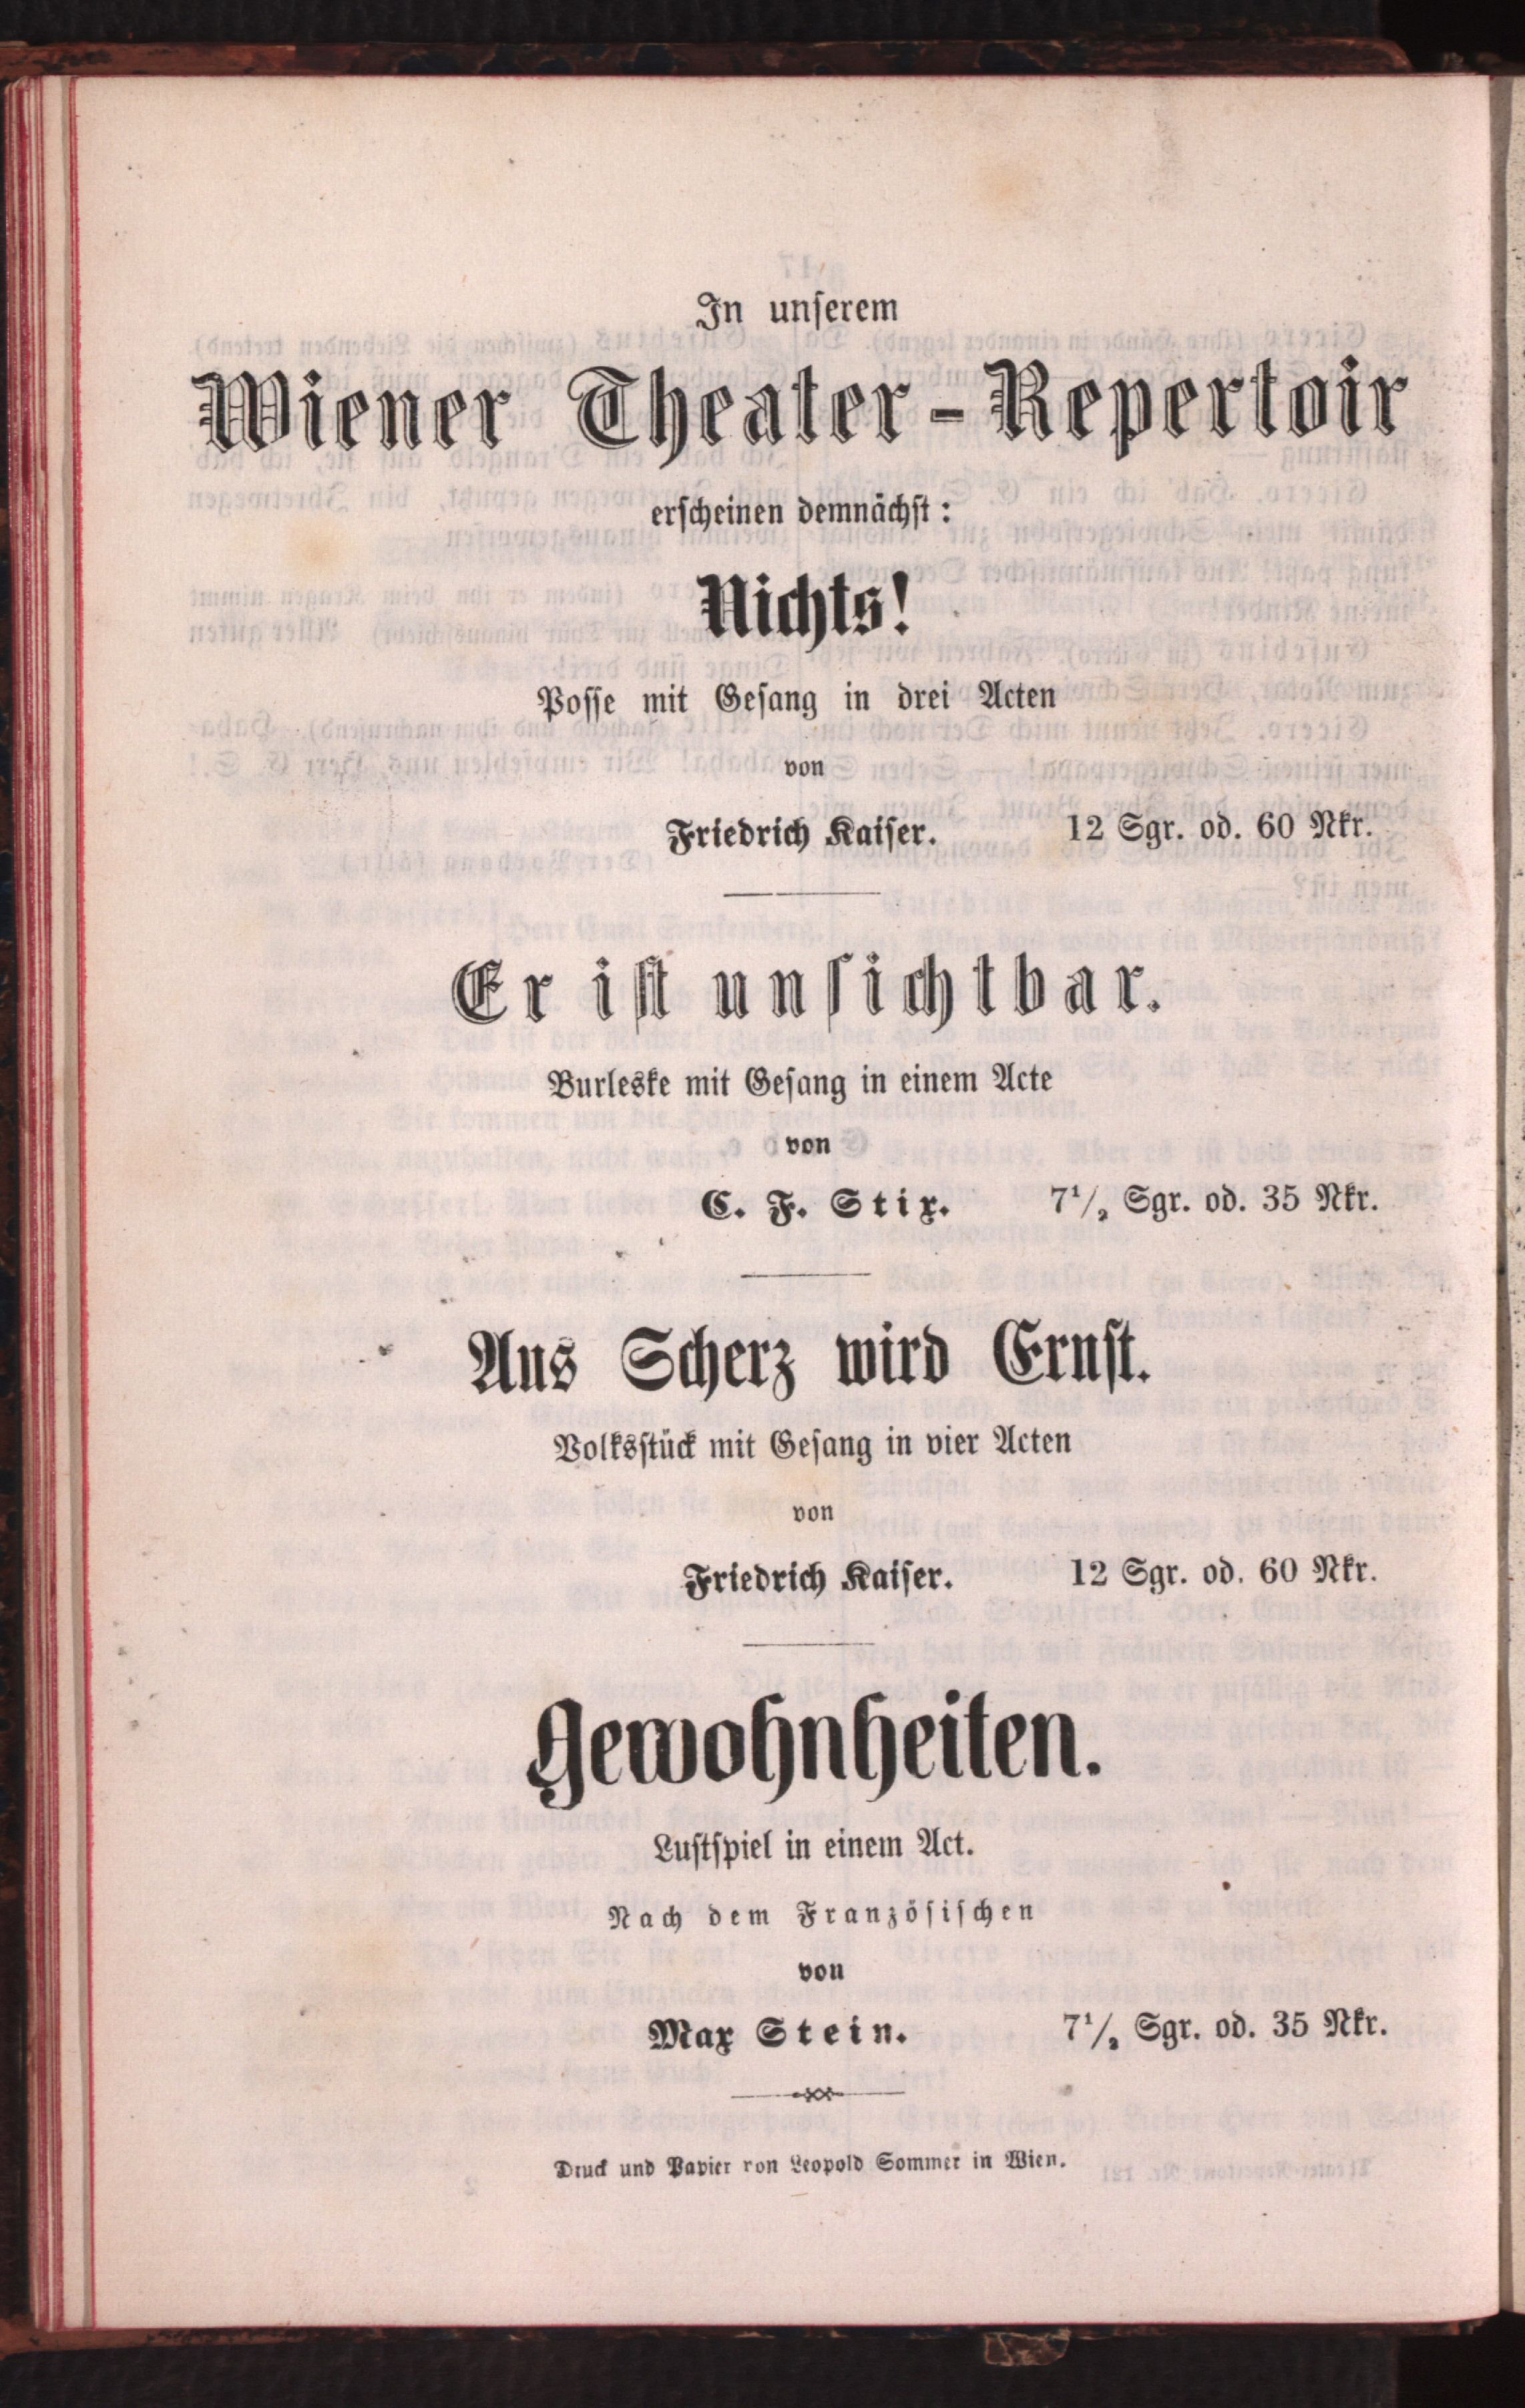 In unserem
Wiener Theater-Repertoir
erscheinen demnächst:
Nichts!
Posse mit Gesang in drei Acten
von
Friedrich Kaiser. 12 Sgr. od. 60 Nkr.
Er ist unsichtbar.
Burleske mit Gesang in einem Acte
von
C. F. Stix. 7½ Sgr. od. 35 Nkr.
Aus Scherz wird Ernst.
Volksstück mit Gesang in vier Acten
von
Friedrich Kaiser. 12 Sgr. od. 60 Nkr.
Gewohnheiten.
Lustspiel in einem Act.
Nach dem Französischen
von
Max Stein. 7½ Sgr. od. 35 Nkr.
Druck und Papier von Leopold Sommer in Wien.